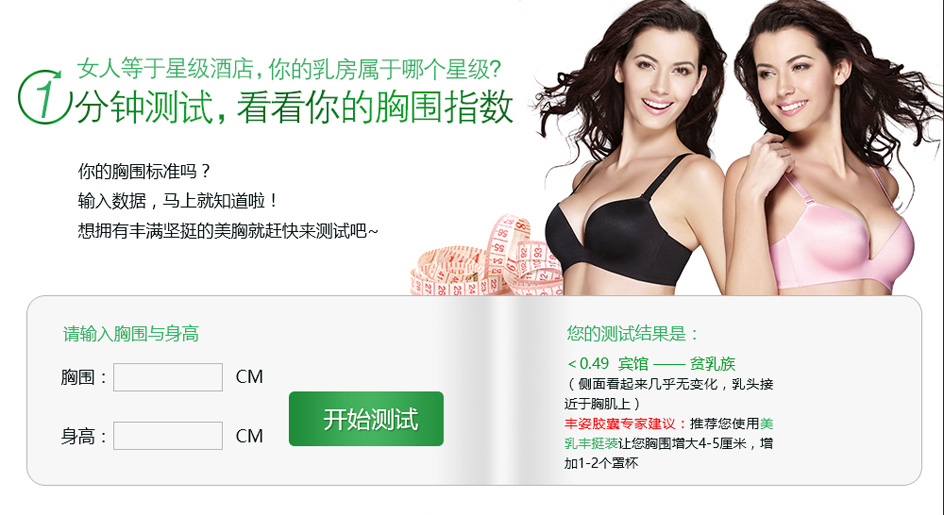 女人等于星级酒店，你的乳房属于哪个星级？
1分钟测试，看看你的胸围指数
你的胸围标准吗？
输入数据，马上就知道啦！
想拥有丰满坚挺的美胸就赶快来测试吧~
请输入胸围与身高
胸围： CM
身高： CM
开始测试
您的测试结果是：
＜0.49 宾馆 —— 贫乳族
（侧面看起来几乎无变化，乳头接
近于胸肌上）
丰姿胶囊专家建议：推荐您使用美
乳丰挺装让您胸围增大4-5厘米，增
加1-2个罩杯